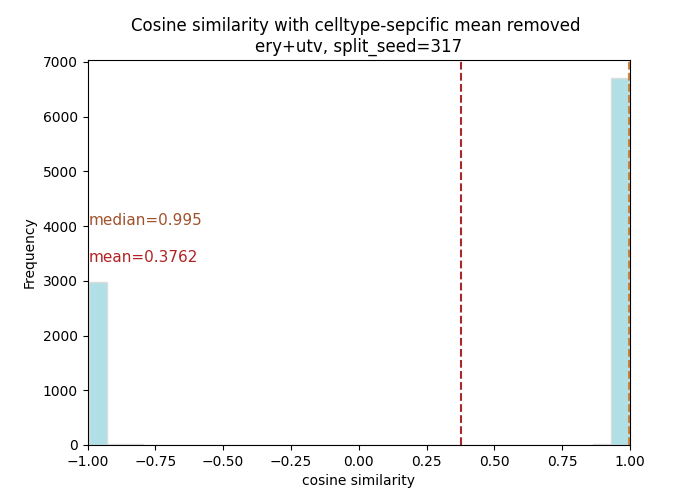 Cosine similarity with celltype-sepcific mean removed
ery+utv, split_seed=317
7000
6000
5000
4000
3000
2000
1000
0
Frequency
median=0.995
mean=0.3762
−1.00
−0.75
−0.50
−0.25
0.00
0.25
0.50
0.75
1.00
cosine similarity